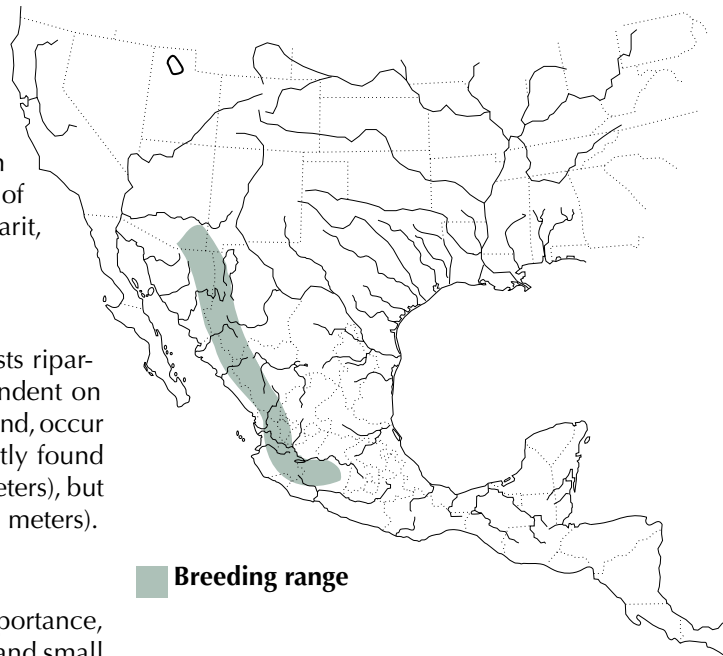 of
arit,
sts ripar-
ndent on
nd, occur
tly found
eters), but
meters).
Breeding range
portance,
and small